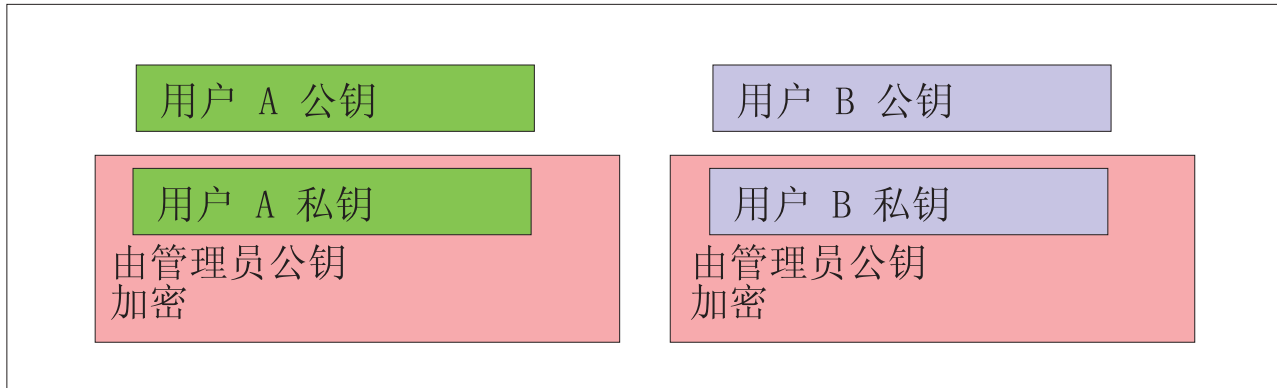 用户 A 公钥
用户 B 公钥
用户 A 私钥
由管理员公钥
加密
用户 B 私钥
由管理员公钥
加密